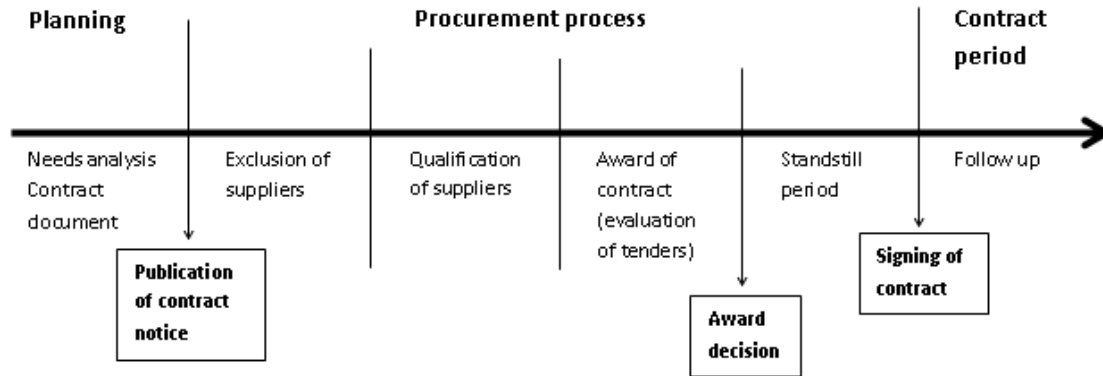 Planning
Procurement process
Contract
period
Needs analysis
Contract
document
Exclusion of
suppliers
Qualification
of suppliers
Award of
contract
(evaluation
of tenders)
Standstill
period
Follow up
Publication
of contract
notice
Award
decision
Signing of
contract